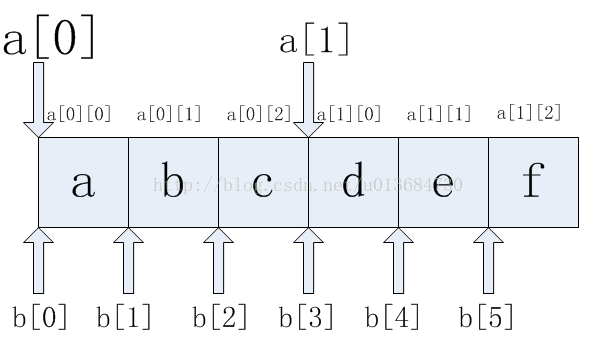 a[0] a[1]
a[0][0] a[0][1] a[0][2] a[1][0] a[1][1] a[1][2]
a b c d e f
b[0] b[1] b[2] b[3] b[4] b[5]